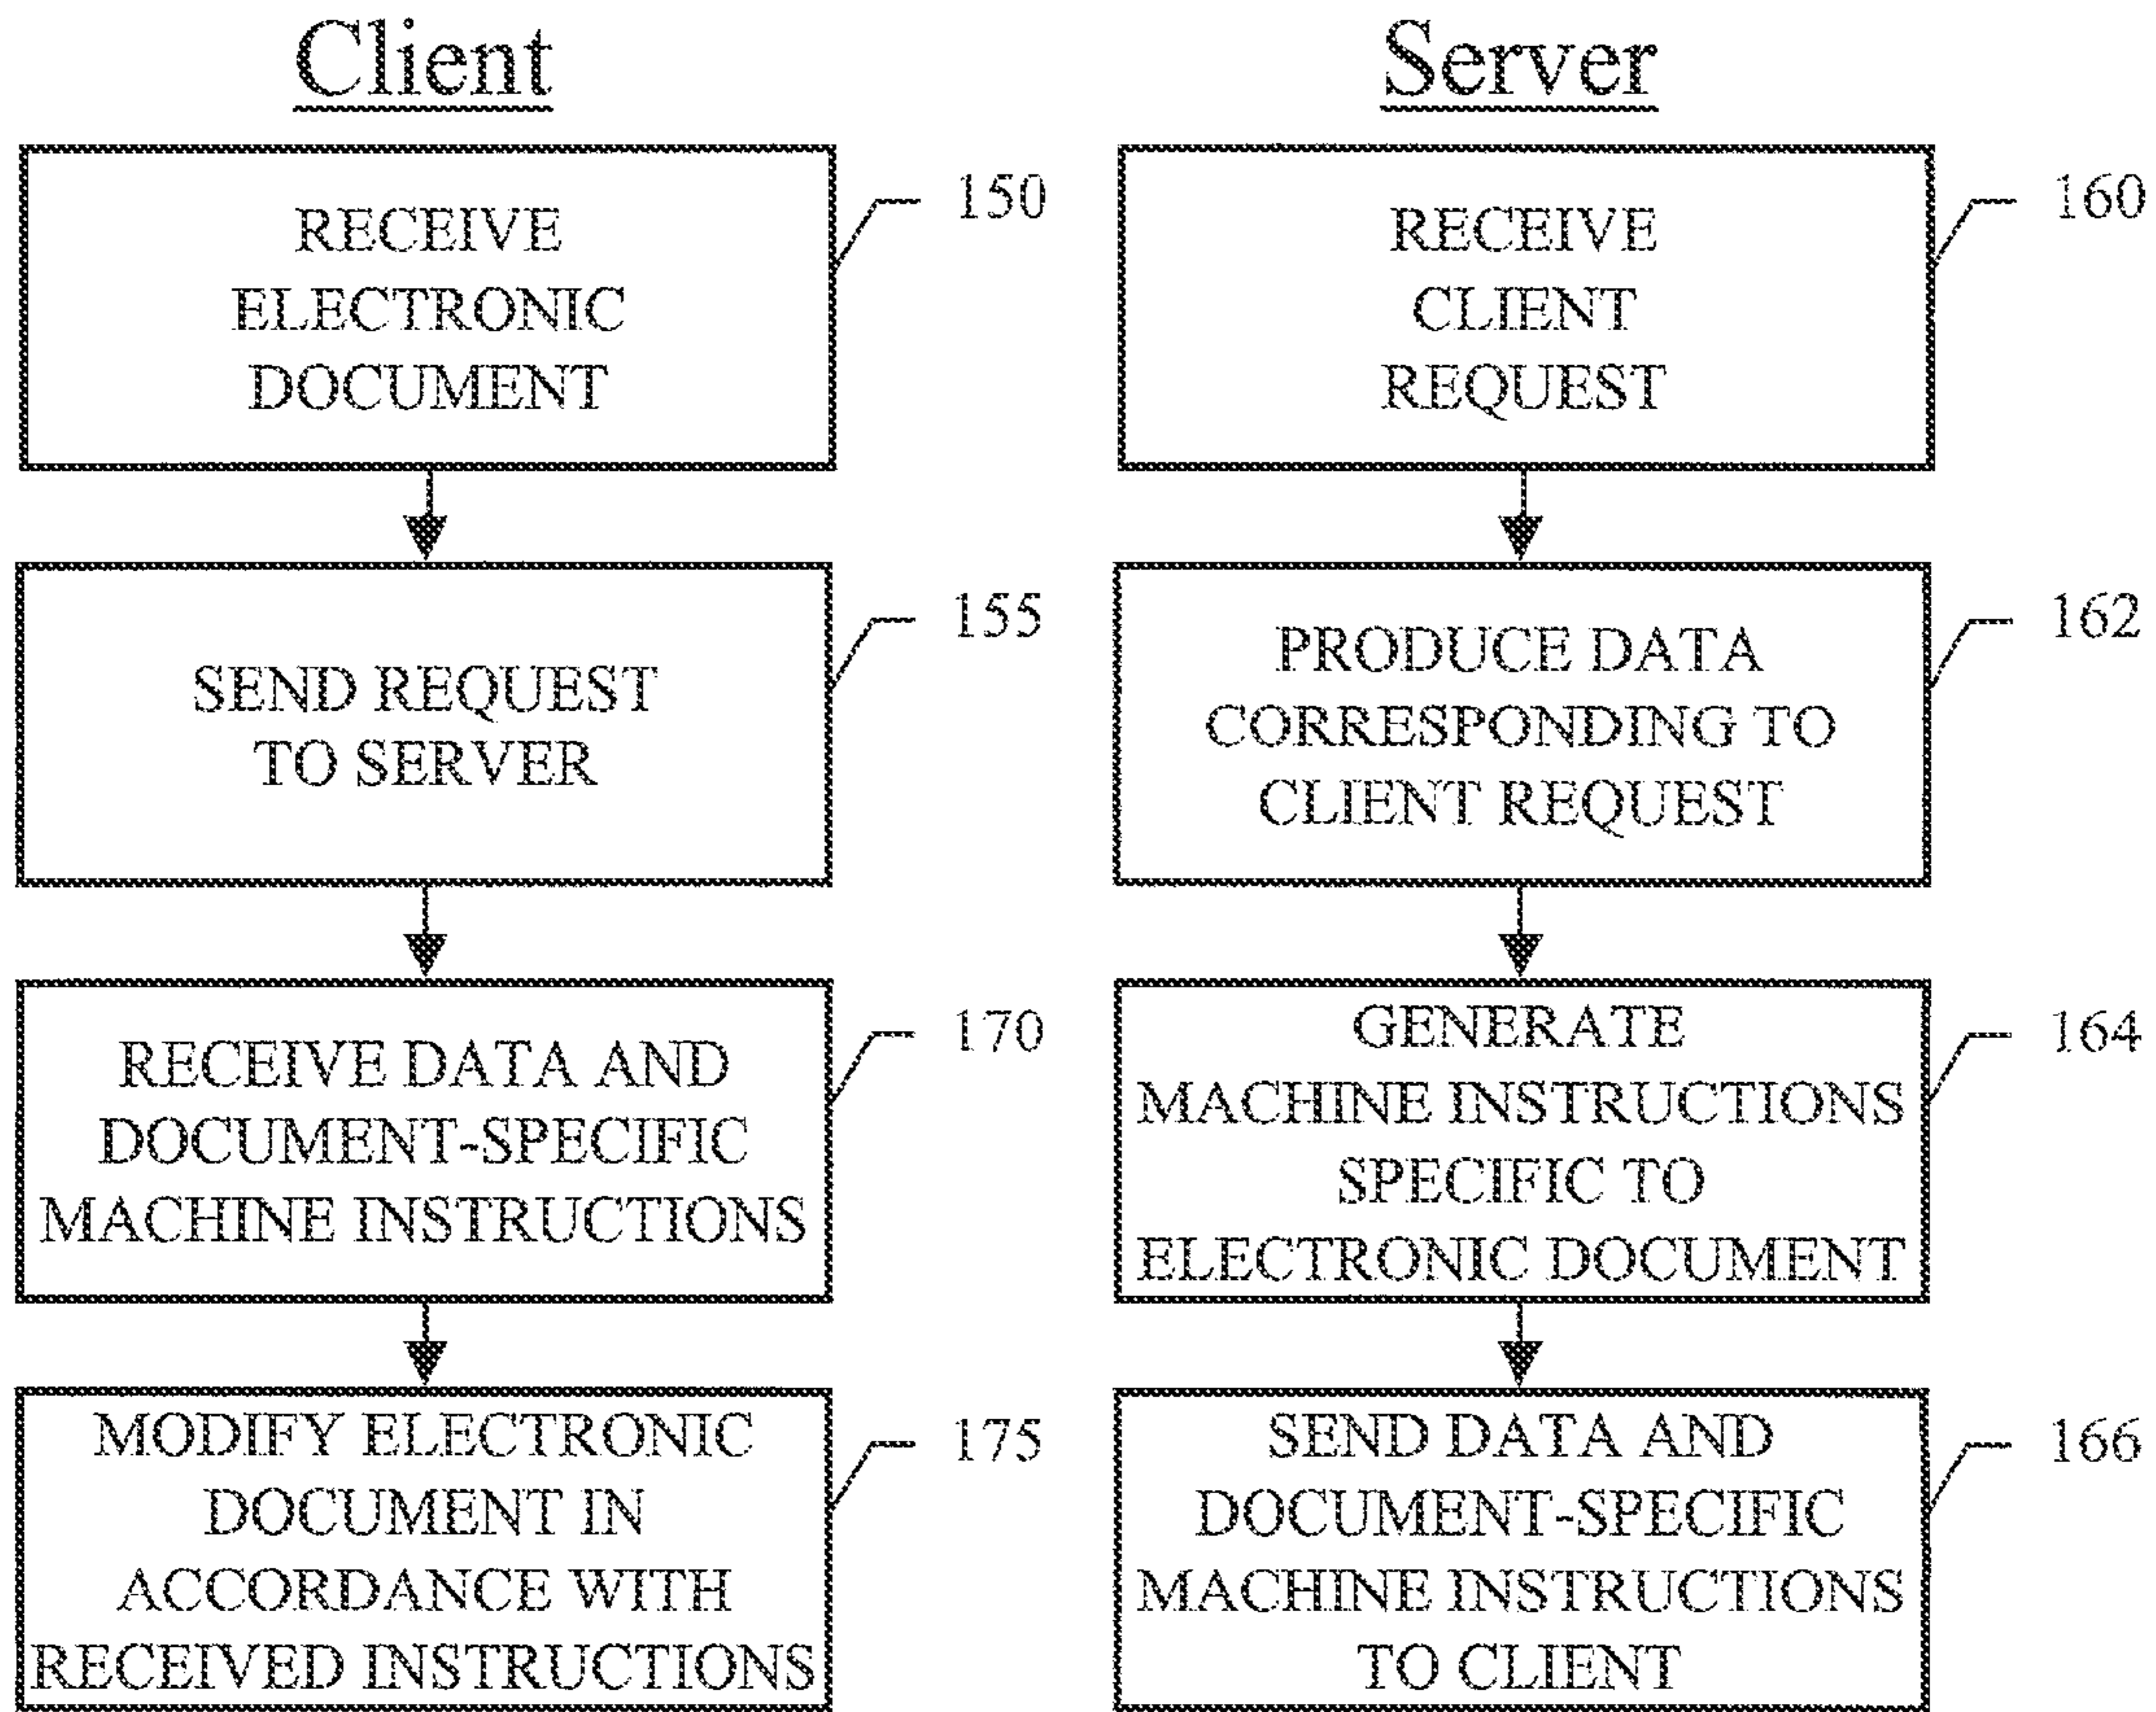 Client
RECEIVE
ELECTRONIC
DOCUMENT
150
SEND REQUEST
TO SERVER
155
RECEIVE DATA AND
DOCUMENT-SPECIFIC
MACHINE INSTRUCTIONS
170
MODIFY ELECTRONIC
DOCUMENT IN
ACCORDANCE WITH
RECEIVED INSTRUCTIONS
175
Server
RECEIVE
CLIENT
REQUEST
160
PRODUCE DATA
CORRESPONDING TO
CLIENT REQUEST
162
GENERATE
MACHINE INSTRUCTIONS
SPECIFIC TO
ELECTRONIC DOCUMENT
164
SEND DATA AND
DOCUMENT-SPECIFIC
MACHINE INSTRUCTIONS
TO CLIENT
166